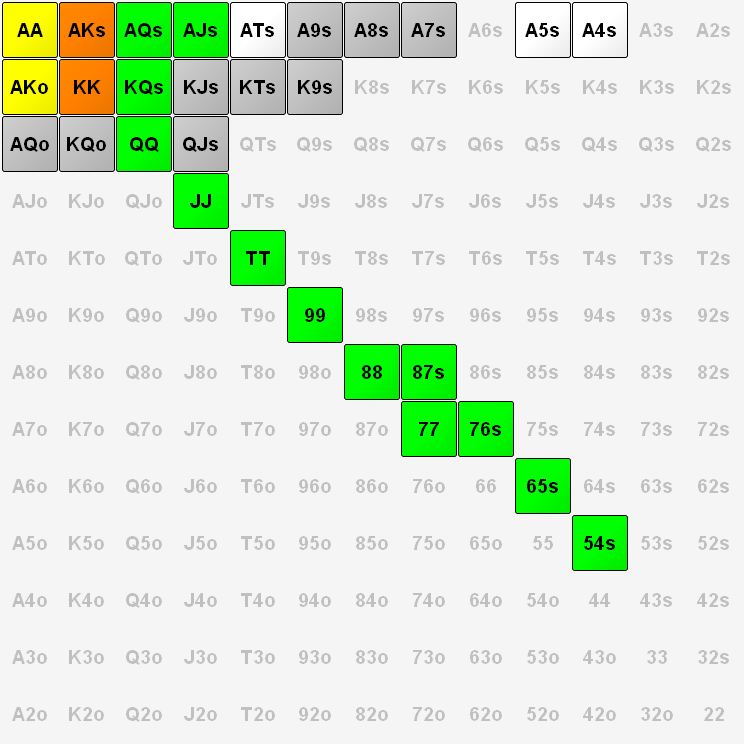 AA AKs AQs AJs ATs A9s A8s A7s A6s A5s A4s A3s A2s
AKo KK KQs KJs KTs K9s K8s K7s K6s K5s K4s K3s K2s
AQo KQo QQ QJs QTs Q9s Q8s Q7s Q6s Q5s Q4s Q3s Q2s
AJo KJo QJo JJ JTs J9s J8s J7s J6s J5s J4s J3s J2s
ATo KTo QTo JTo TT T9s T8s T7s T6s T5s T4s T3s T2s
A9o K9o Q9o J9o T9o 99 98s 97s 96s 95s 94s 93s 92s
A8o K8o Q8o J8o T8o 98o 88 87s 86s 85s 84s 83s 82s
A7o K7o Q7o J7o T7o 97o 87o 77 76s 75s 74s 73s 72s
A6o K6o Q6o J6o T6o 96o 86o 76o 66 65s 64s 63s 62s
A5o K5o Q5o J5o T5o 95o 85o 75o 65o 55 54s 53s 52s
A4o K4o Q4o J4o T4o 94o 84o 74o 64o 54o 44 43s 42s
A3o K3o Q3o J3o T3o 93o 83o 73o 63o 53o 43o 33 32s
A2o K2o Q2o J2o T2o 92o 82o 72o 62o 52o 42o 32o 22